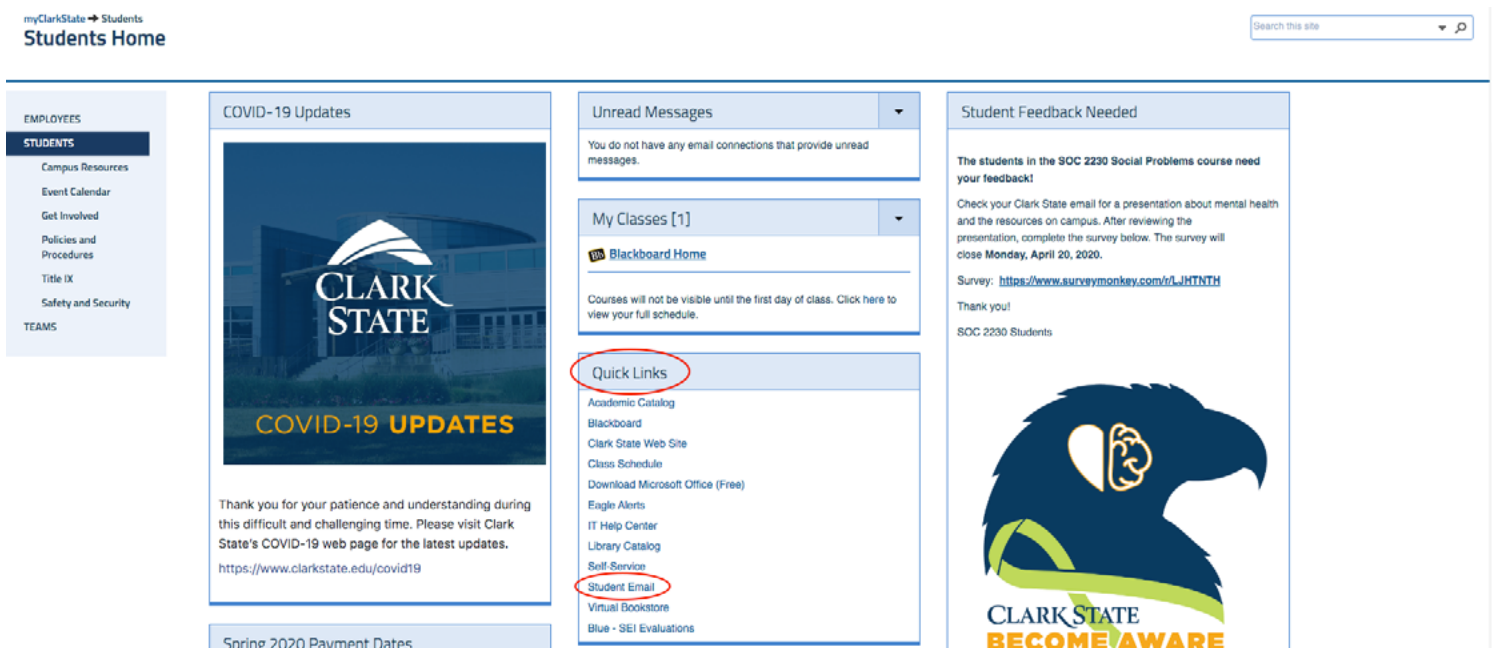 myClarkState → Students
Students Home
Search this site
EMPLOYEES
STUDENTS
Campus Resources
Event Calendar
Get Involved
Policies and
Procedures
Title IX
Safety and Security
TEAMS
COVID-19 Updates
CLARK
STATE
COVID-19 UPDATES
Thank you for your patience and understanding during
this difficult and challenging time. Please visit Clark
State's COVID-19 web page for the latest updates.
https://www.clarkstate.edu/covid19
Spring 2020 Payment Dates
Unread Messages
You do not have any email connections that provide unread
messages.
My Classes [1]
Bb Blackboard Home
Courses will not be visible until the first day of class. Click here to
view your full schedule.
Quick Links
Academic Catalog
Blackboard
Clark State Web Site
Class Schedule
Download Microsoft Office (Free)
Eagle Alerts
IT Help Center
Library Catalog
Self-Service
Student Email
Virtual Bookstore
Blue - SEI Evaluations
Student Feedback Needed
The students in the SOC 2230 Social Problems course need
your feedback!
Check your Clark State email for a presentation about mental health
and the resources on campus. After reviewing the
presentation, complete the survey below. The survey will
close Monday, April 20, 2020.
Survey: https://www.surveymonkey.com/r/LJHTNTH
Thank you!
SOC 2230 Students
CLARK STATE
BECOME AWARE